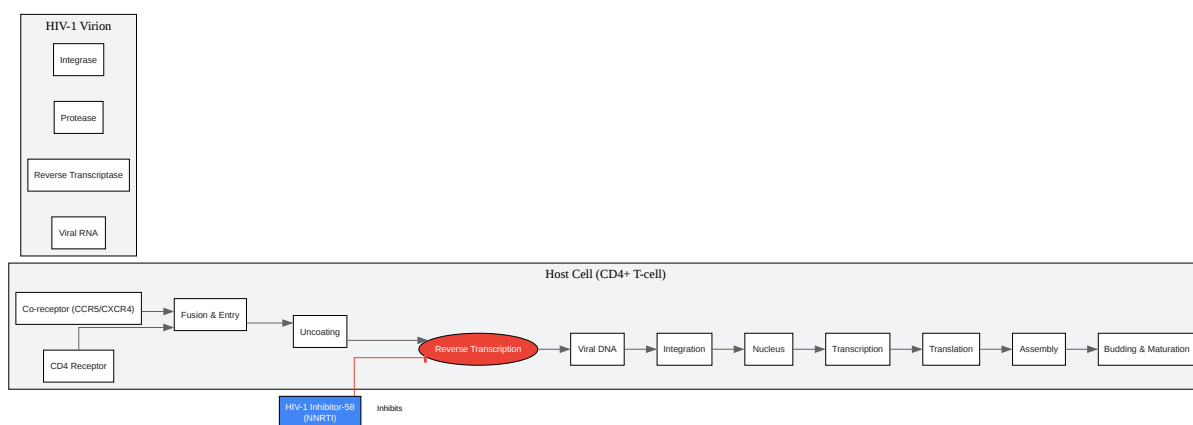 HIV-1 Virion
Integrase
Protease
Reverse Transcriptase
Viral RNA
Host Cell (CD4+ T-cell)
Co-receptor (CCR5/CXCR4)
CD4 Receptor
Fusion & Entry
Uncoating
Reverse Transcription
Viral DNA
Integration
Nucleus
Transcription
Translation
Assembly
Budding & Maturation
HIV-1 Inhibitor-58
(NNRTI)
Inhibits